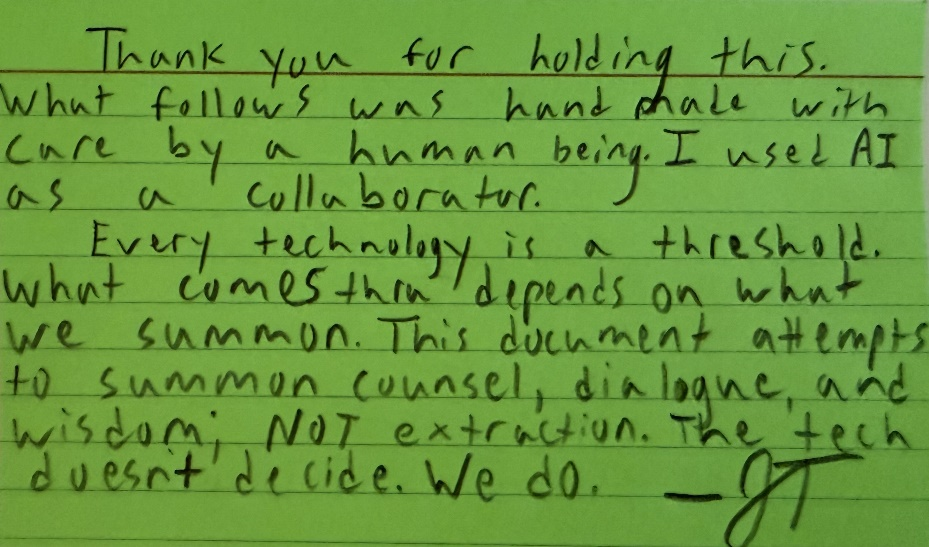 Thank you for holding this.
What follows was hand made with
care by a human being. I used AI
as a collaborator.
Every technology is a threshold.
What comes thru depends on what
we summon. This document attempts
to summon counsel, dialogue, and
wisdom; NOT extraction. The tech
doesn't decide. We do. —JT